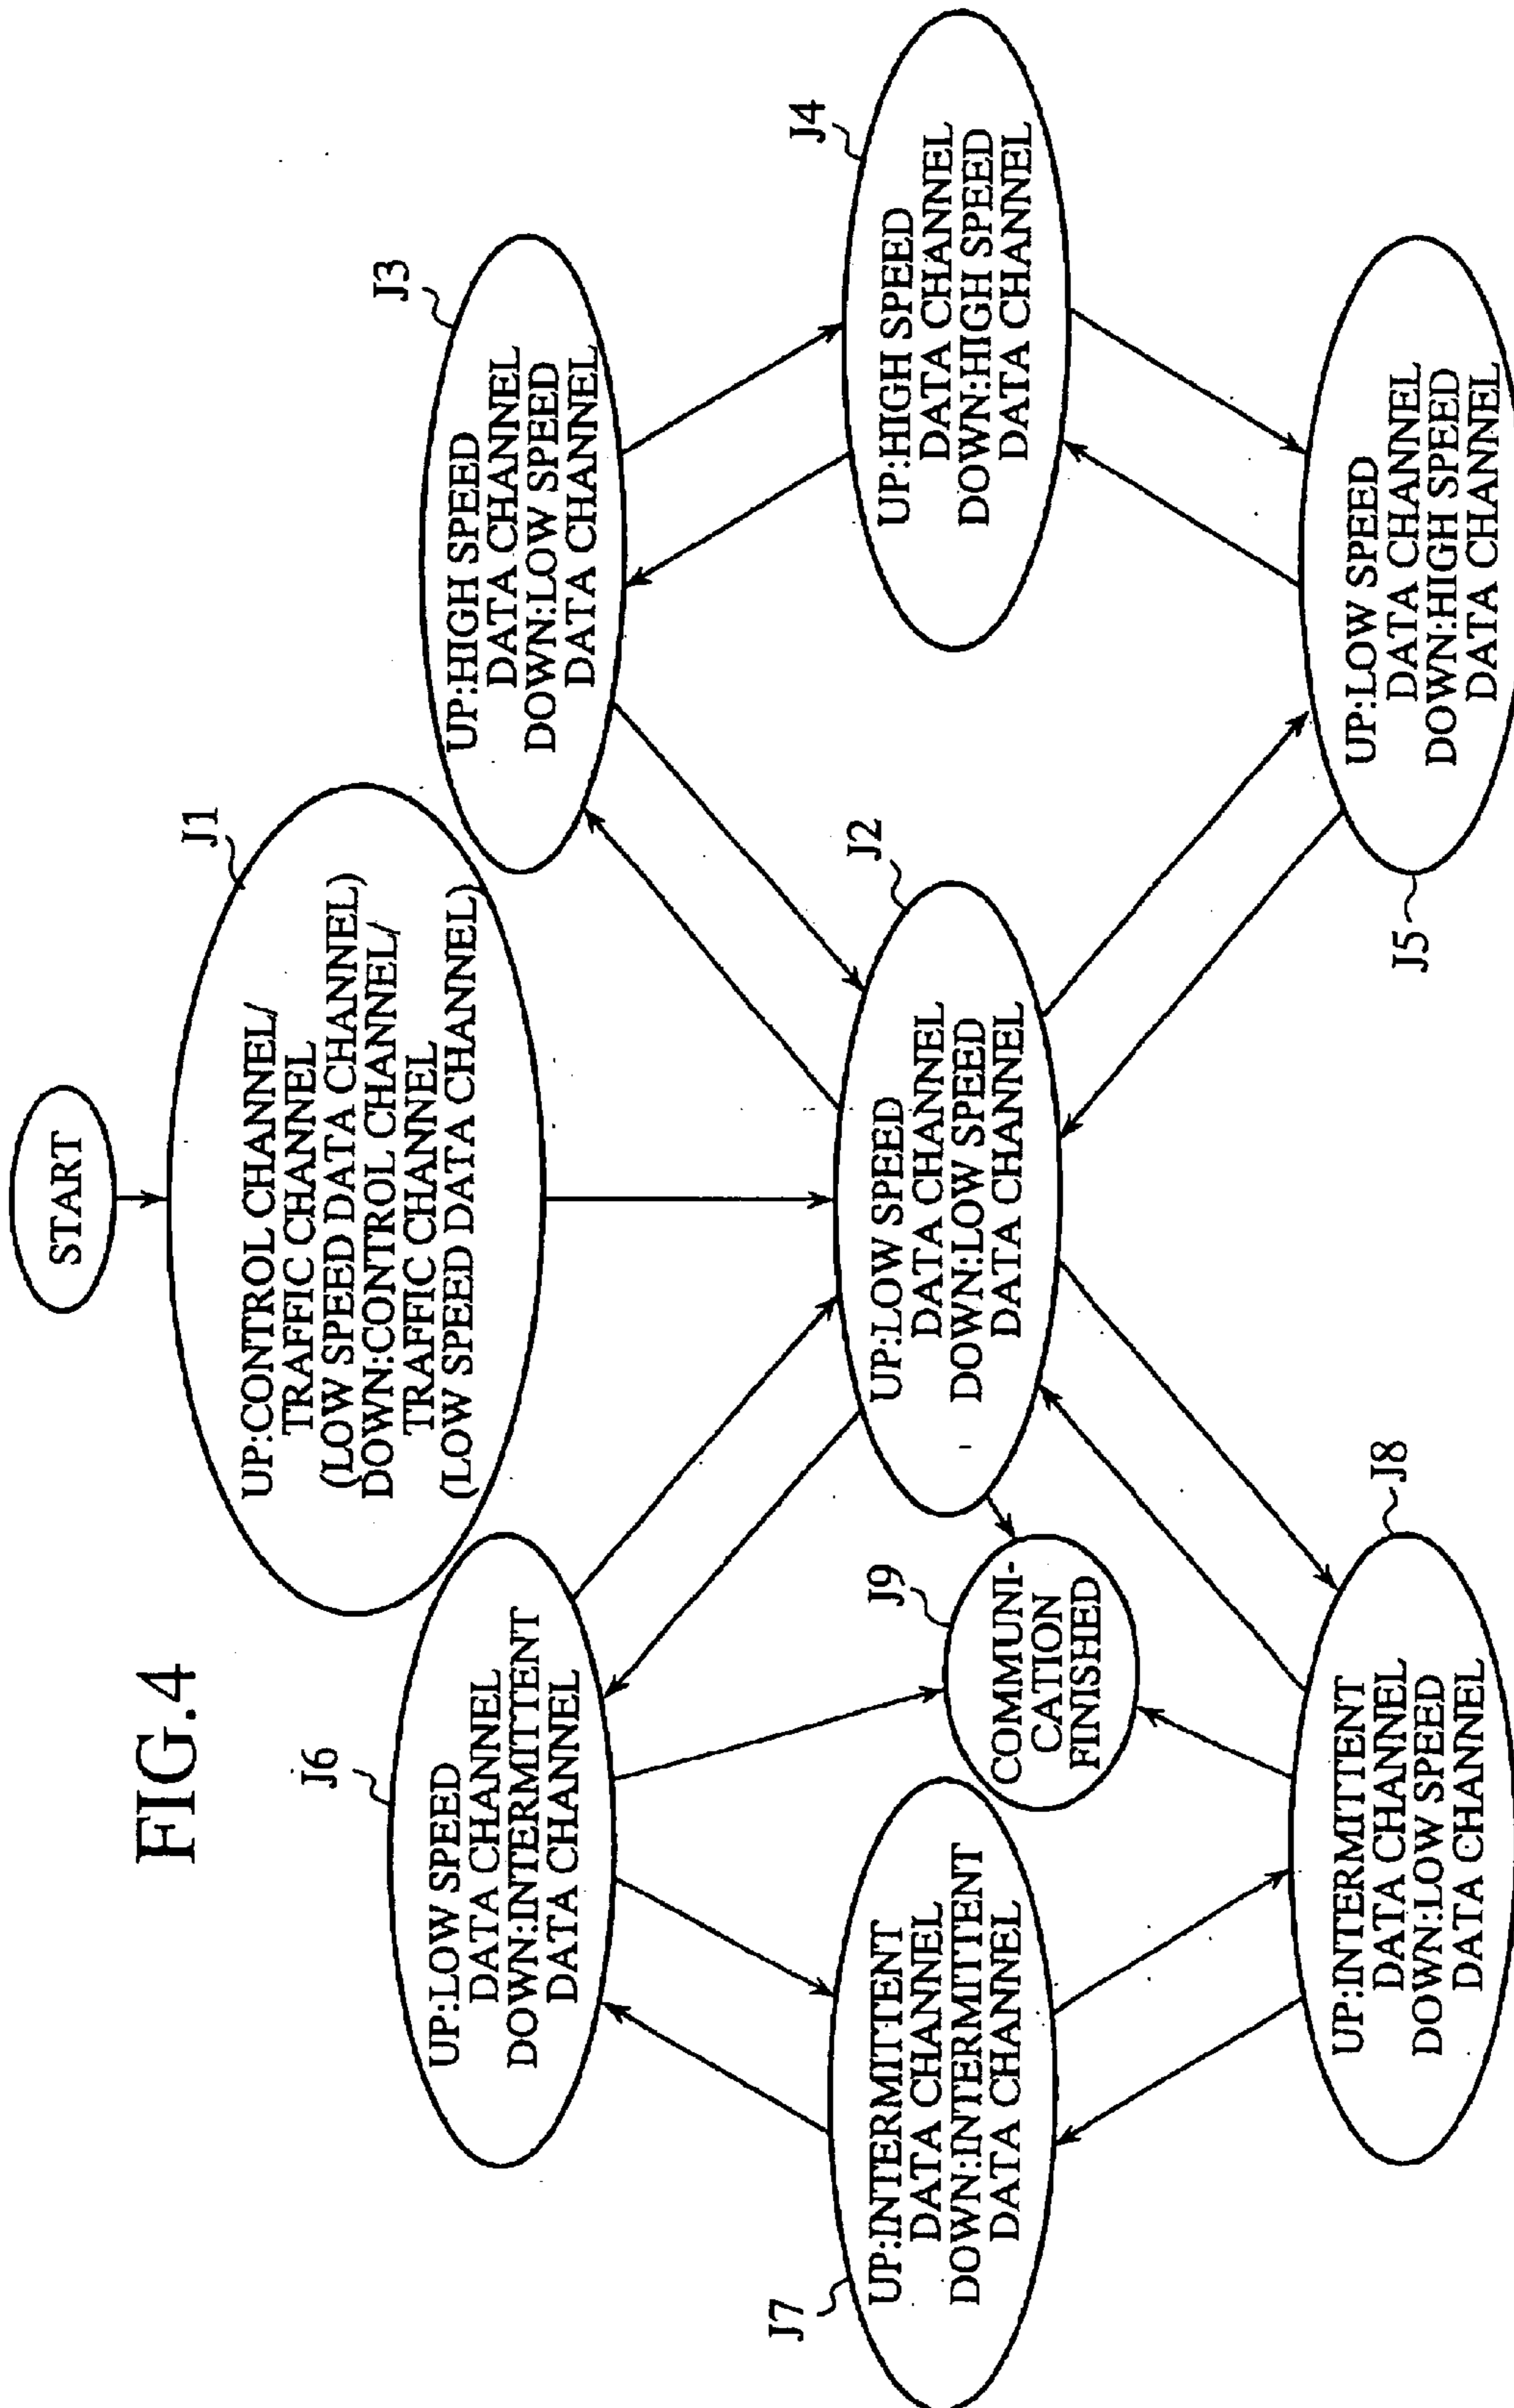 FIG.4
START
J1
UP:CONTROL CHANNEL/
TRAFFIC CHANNEL
(LOW SPEED DATA CHANNEL)
DOWN:CONTROL CHANNEL/
TRAFFIC CHANNEL
(LOW SPEED DATA CHANNEL)
J6
UP:LOW SPEED
DATA CHANNEL
DOWN:INTERMITTENT
DATA CHANNEL
J3
UP:HIGH SPEED
DATA CHANNEL
DOWN:LOW SPEED
DATA CHANNEL
J7
UP:INTERMITTENT
DATA CHANNEL
DOWN:INTERMITTENT
DATA CHANNEL
J9
COMMUNI-
CATION
FINISHED
J2
UP:LOW SPEED
DATA CHANNEL
DOWN:LOW SPEED
DATA CHANNEL
J4
UP:HIGH SPEED
DATA CHANNEL
DOWN:HIGH SPEED
DATA CHANNEL
J8
UP:INTERMITTENT
DATA CHANNEL
DOWN:LOW SPEED
DATA CHANNEL
J5
UP:LOW SPEED
DATA CHANNEL
DOWN:HIGH SPEED
DATA CHANNEL